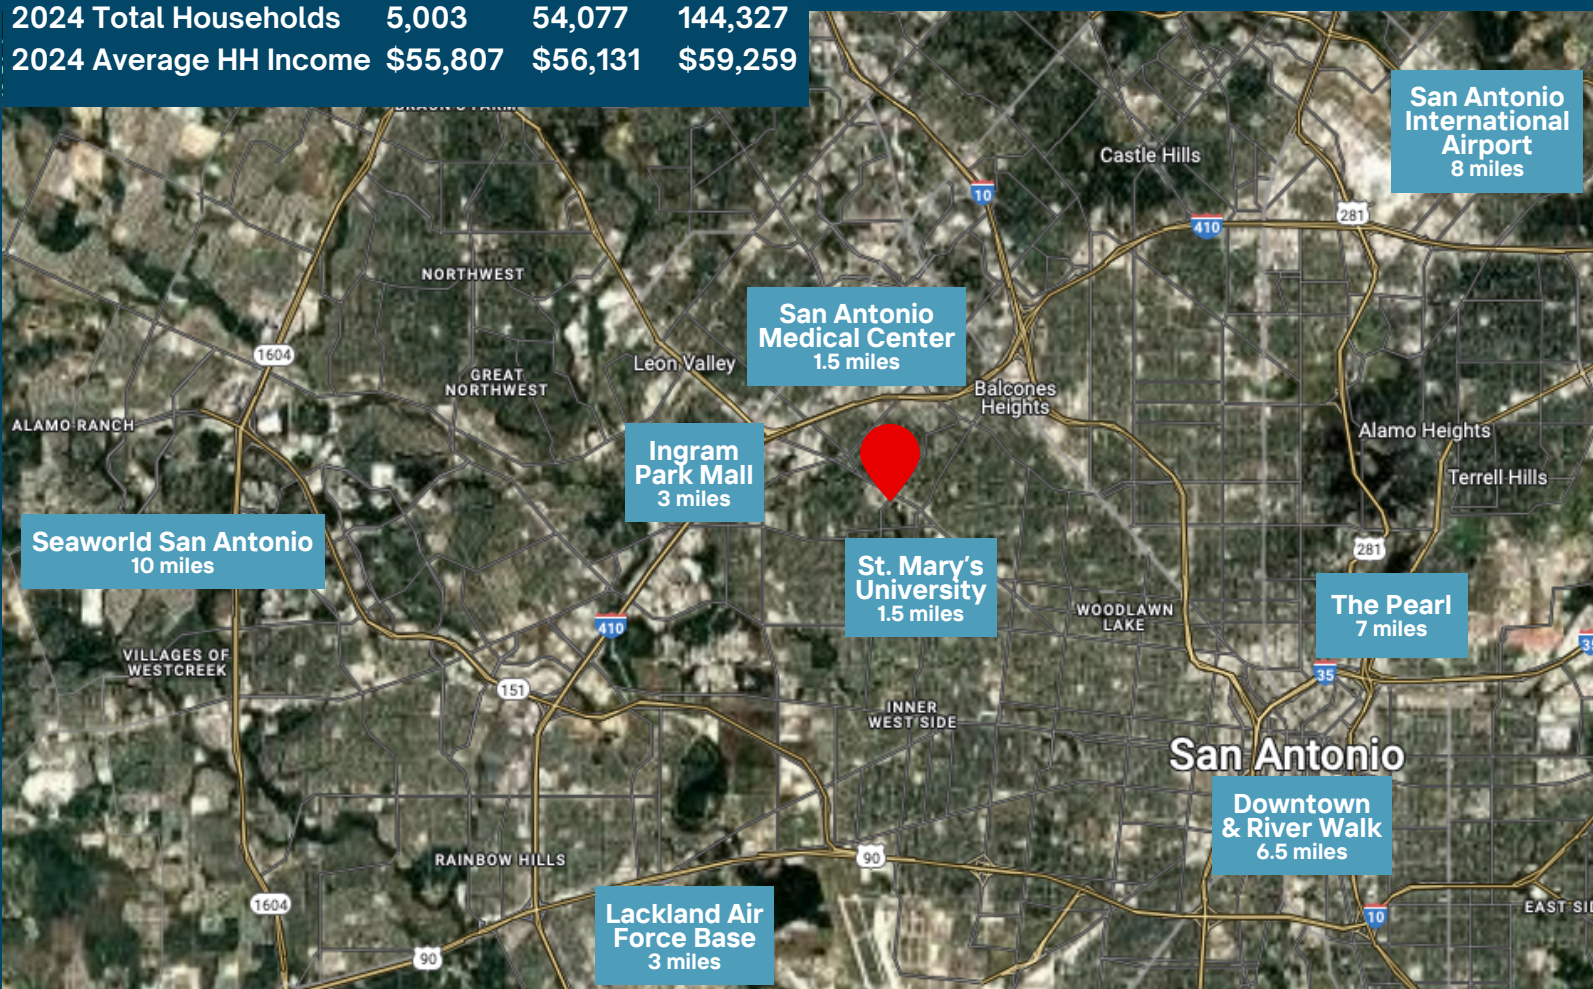 2024 Total Households 5,003 54,077 144,327
2024 Average HH Income $55,807 $56,131 $59,259
BRAUN'S FARM
San Antonio
International
Airport
8 miles
Castle Hills
10
281
410
NORTHWEST
San Antonio
Medical Center
1.5 miles
1604
Leon Valley
GREAT
NORTHWEST
Balcones
Heights
ALAMO RANCH
Alamo Heights
Ingram
Park Mall
3 miles
Terrell Hills
Seaworld San Antonio
10 miles
281
St. Mary's
University
1.5 miles
The Pearl
7 miles
WOODLAWN
LAKE
410
35
VILLAGES OF
WESTCREEK
35
151
INNER
WEST SIDE
San Antonio
Downtown
& River Walk
6.5 miles
RAINBOW HILLS
90
1604
Lackland Air
Force Base
3 miles
EAST SI
10
90